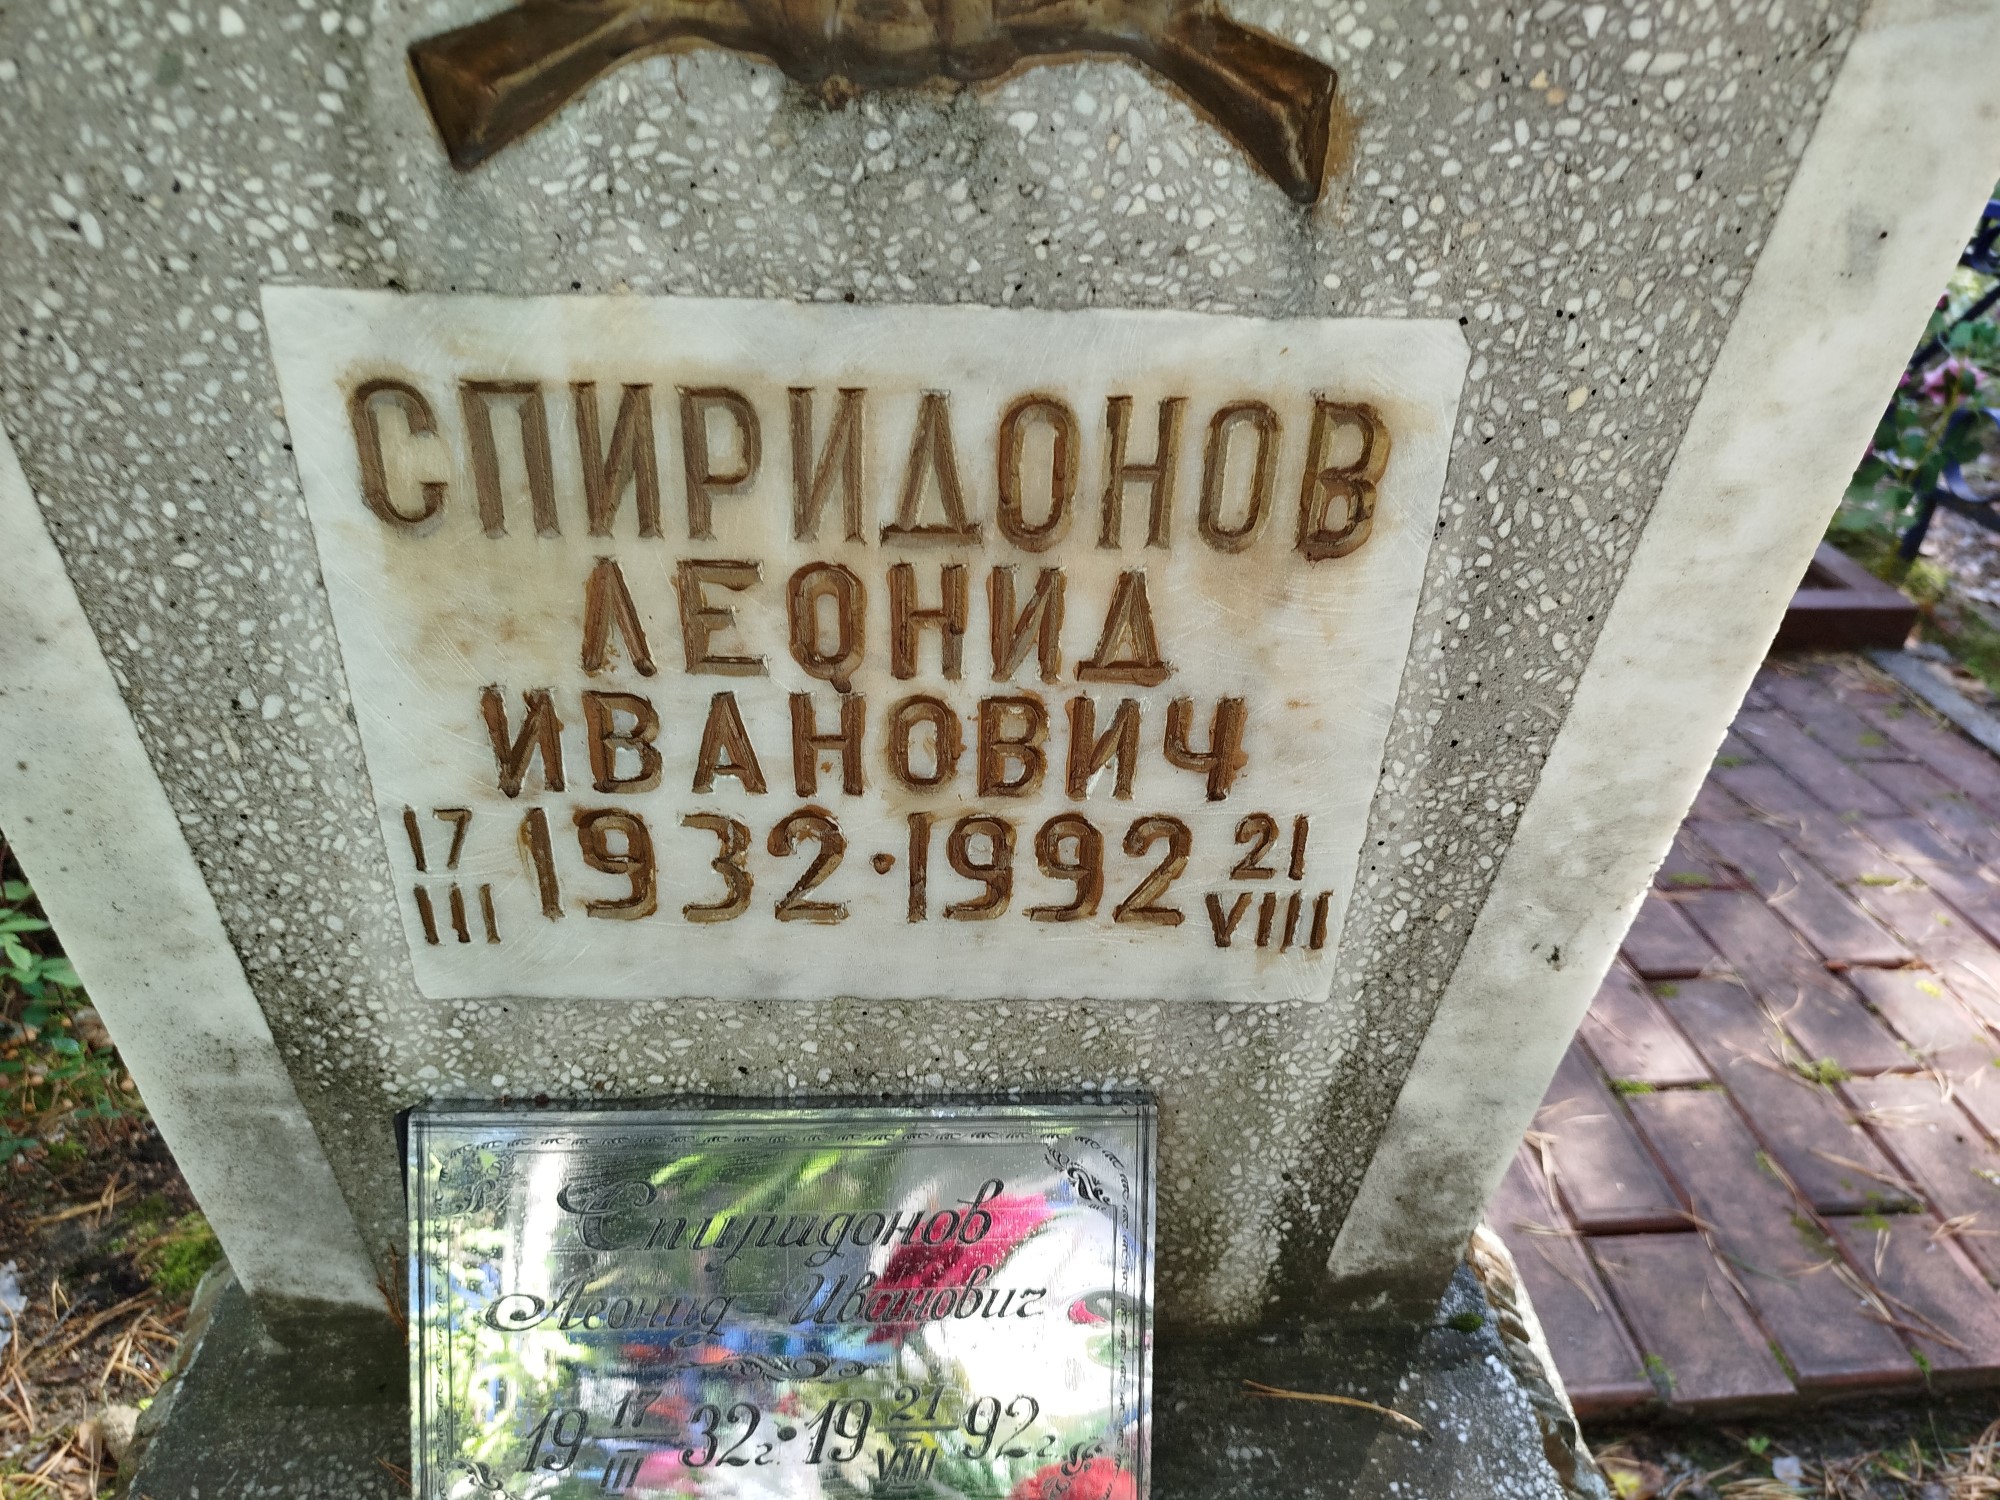 СПИРИДОНОВ
ЛЕОНИД
ИВАНОВИЧ
17 III 1932 · 1992 21 VIII
Спиридонов
Леонид Иванович
19 17 III 32г. • 19 21 VIII 92г